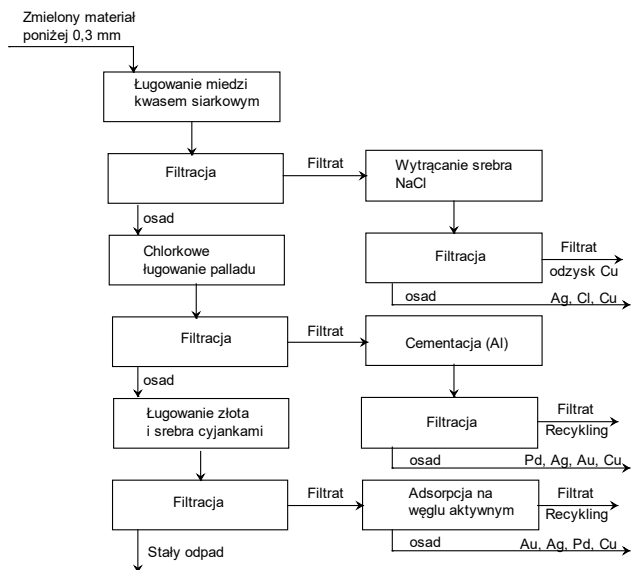 Zmielony materiał
poniżej 0,3 mm
Ługowanie miedzi
kwasem siarkowym
Filtracja
Filtrat
Wytrącanie srebra
NaCl
osad
Chlorkowe
ługowanie palladu
Filtracja
Filtrat
odzysk Cu
osad
Ag, Cl, Cu
Filtracja
Filtrat
Cementacja (Al)
osad
Ługowanie złota
i srebra cyjankami
Filtracja
Filtrat
Recykling
osad
Pd, Ag, Au, Cu
Filtracja
Filtrat
Adsorpcja na
węglu aktywnym
Filtrat
Recykling
osad
Au, Ag, Pd, Cu
Stały odpad